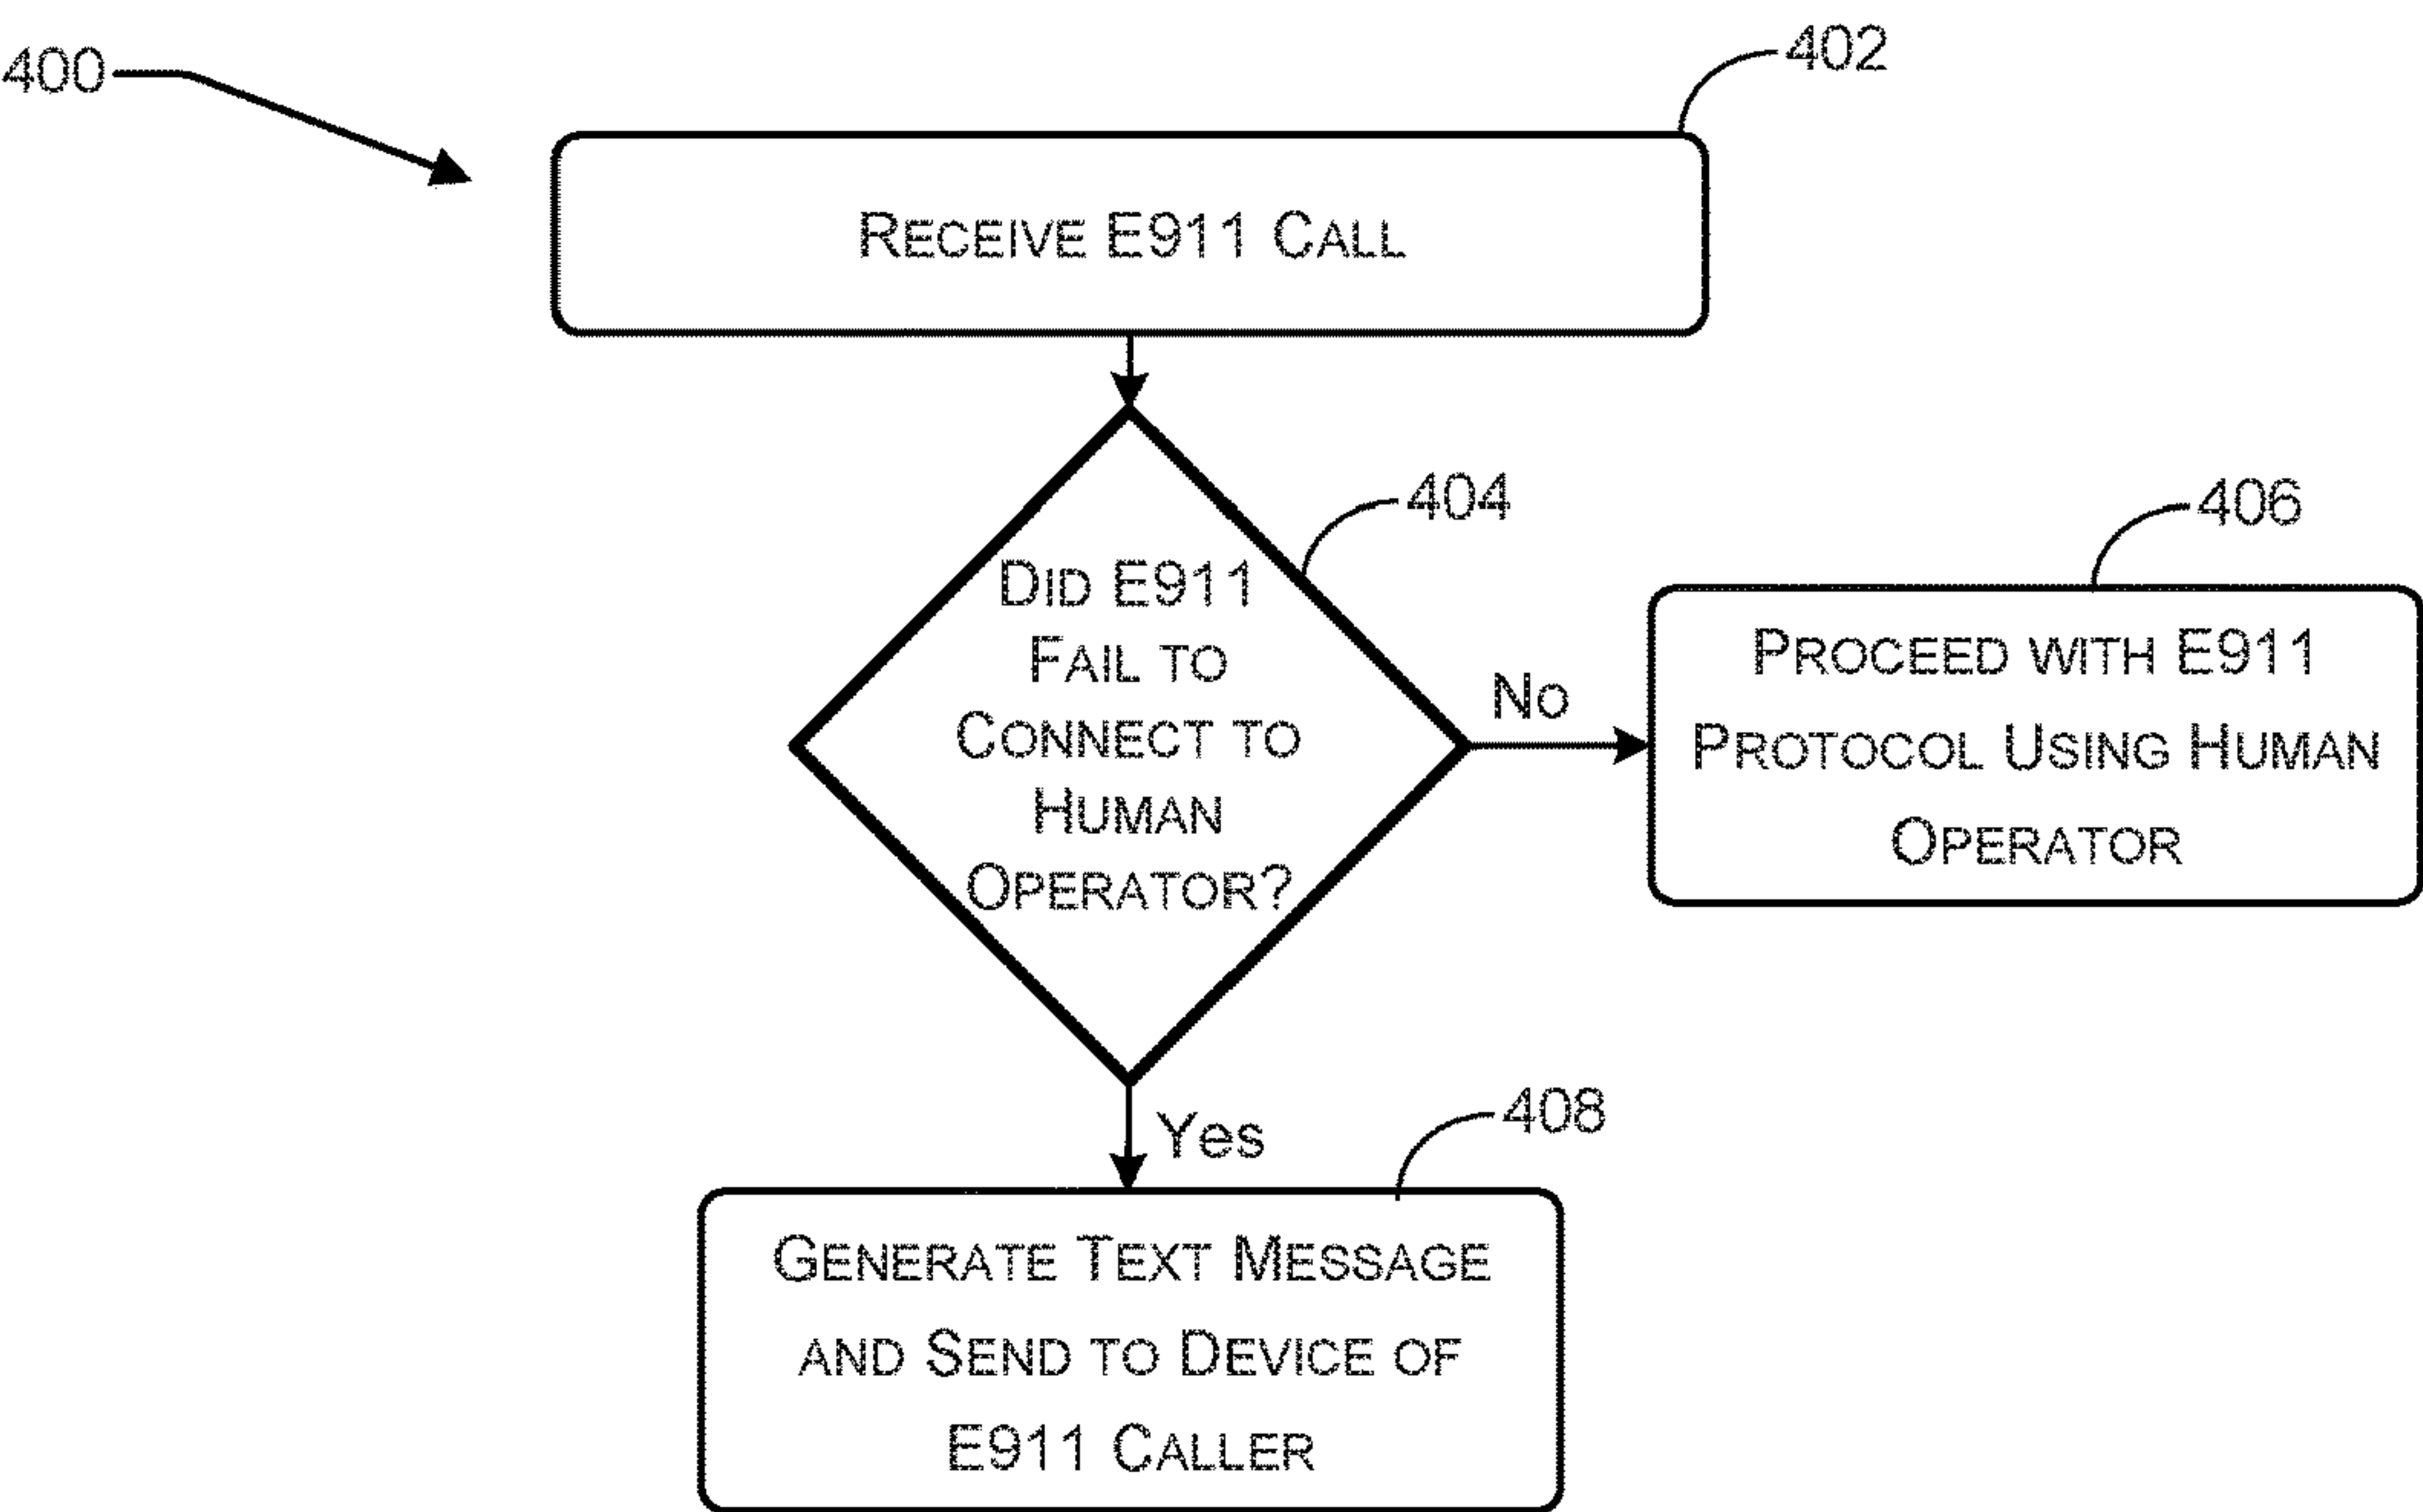 400
402
RECEIVE E911 CALL
404
DID E911
FAIL TO
CONNECT TO
HUMAN
OPERATOR?
No
406
PROCEED WITH E911
PROTOCOL USING HUMAN
OPERATOR
Yes
408
GENERATE TEXT MESSAGE
AND SEND TO DEVICE OF
E911 CALLER